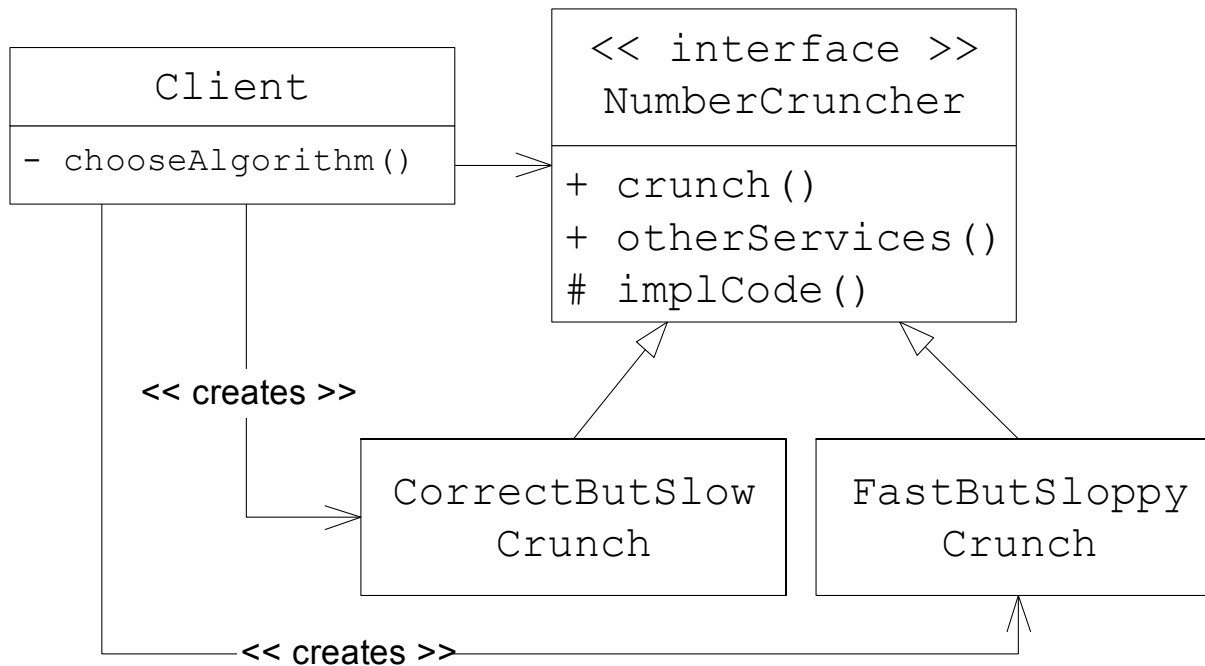 Client
- chooseAlgorithm()
<< interface >>
NumberCruncher
+ crunch()
+ otherServices()
# implCode()
<< creates >>
CorrectButSlow
Crunch
FastButSloppy
Crunch
<< creates >>